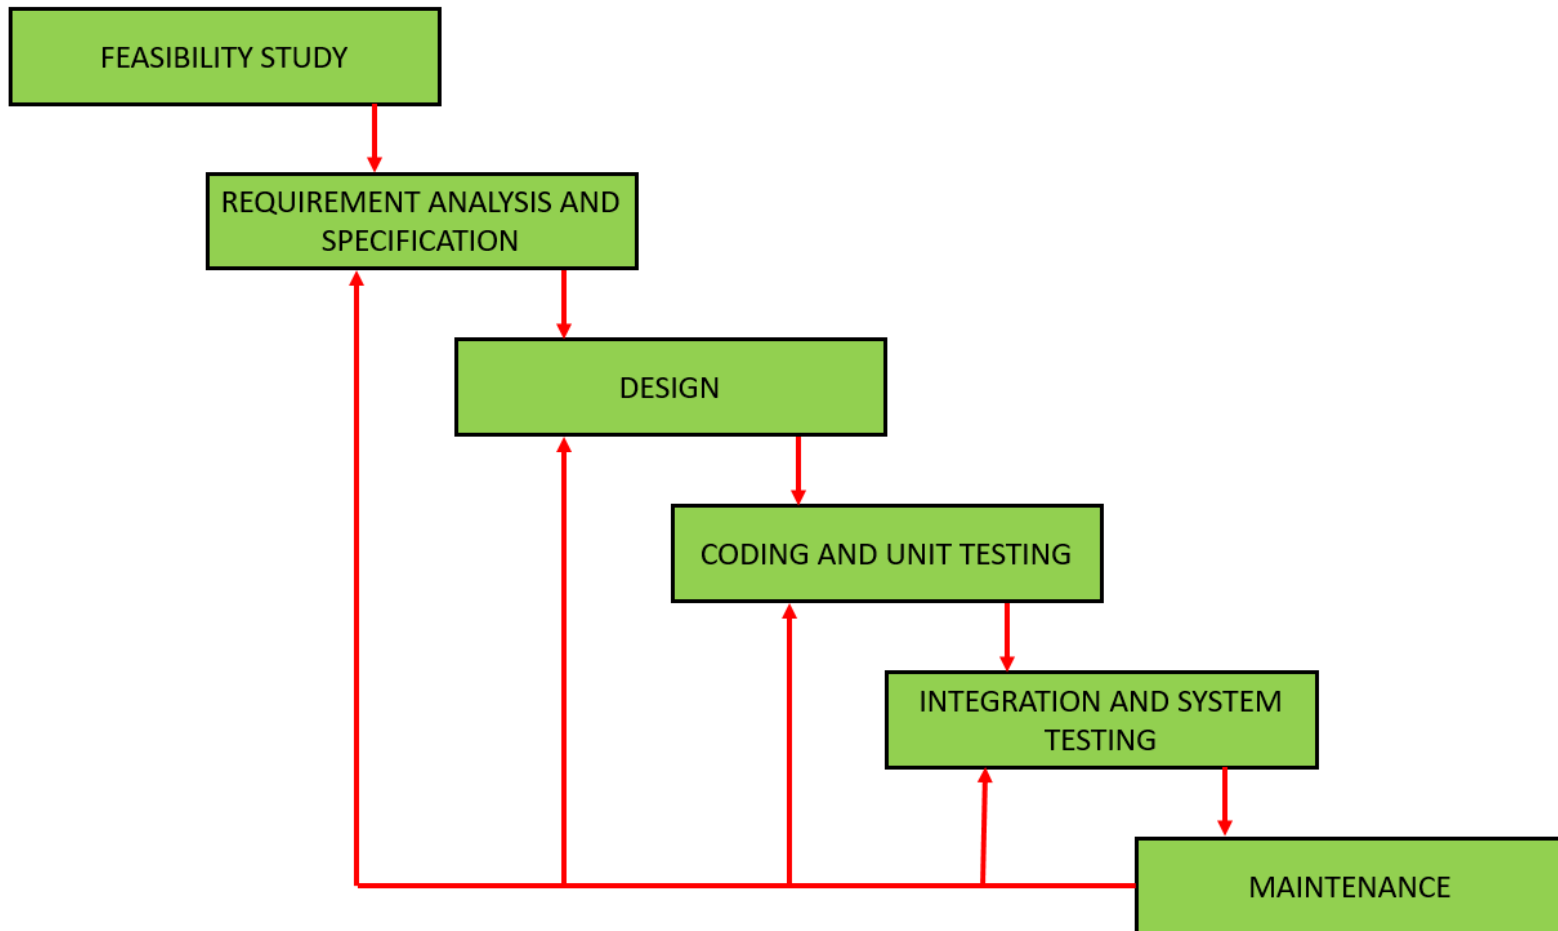 FEASIBILITY STUDY
REQUIREMENT ANALYSIS AND
SPECIFICATION
DESIGN
CODING AND UNIT TESTING
INTEGRATION AND SYSTEM
TESTING
MAINTENANCE